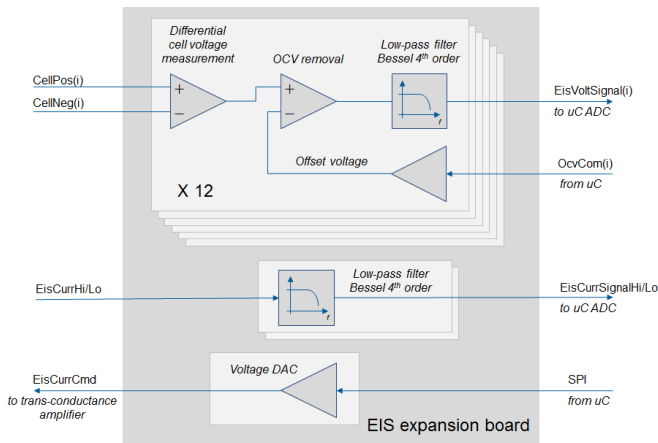 Differential
cell voltage
measurement
OCV removal
Low-pass filter
Bessel 4th order
CellPos(i)
+
+
EisVoltSignal(i)
CellNeg(i)
−
−
to uC ADC
f
Offset voltage
OcvCom(i)
from uC
X 12
Low-pass filter
Bessel 4th order
EisCurrHi/Lo
EisCurrSignalHi/Lo
to uC ADC
f
Voltage DAC
EisCurrCmd
SPI
to trans-conductance
amplifier
from uC
EIS expansion board